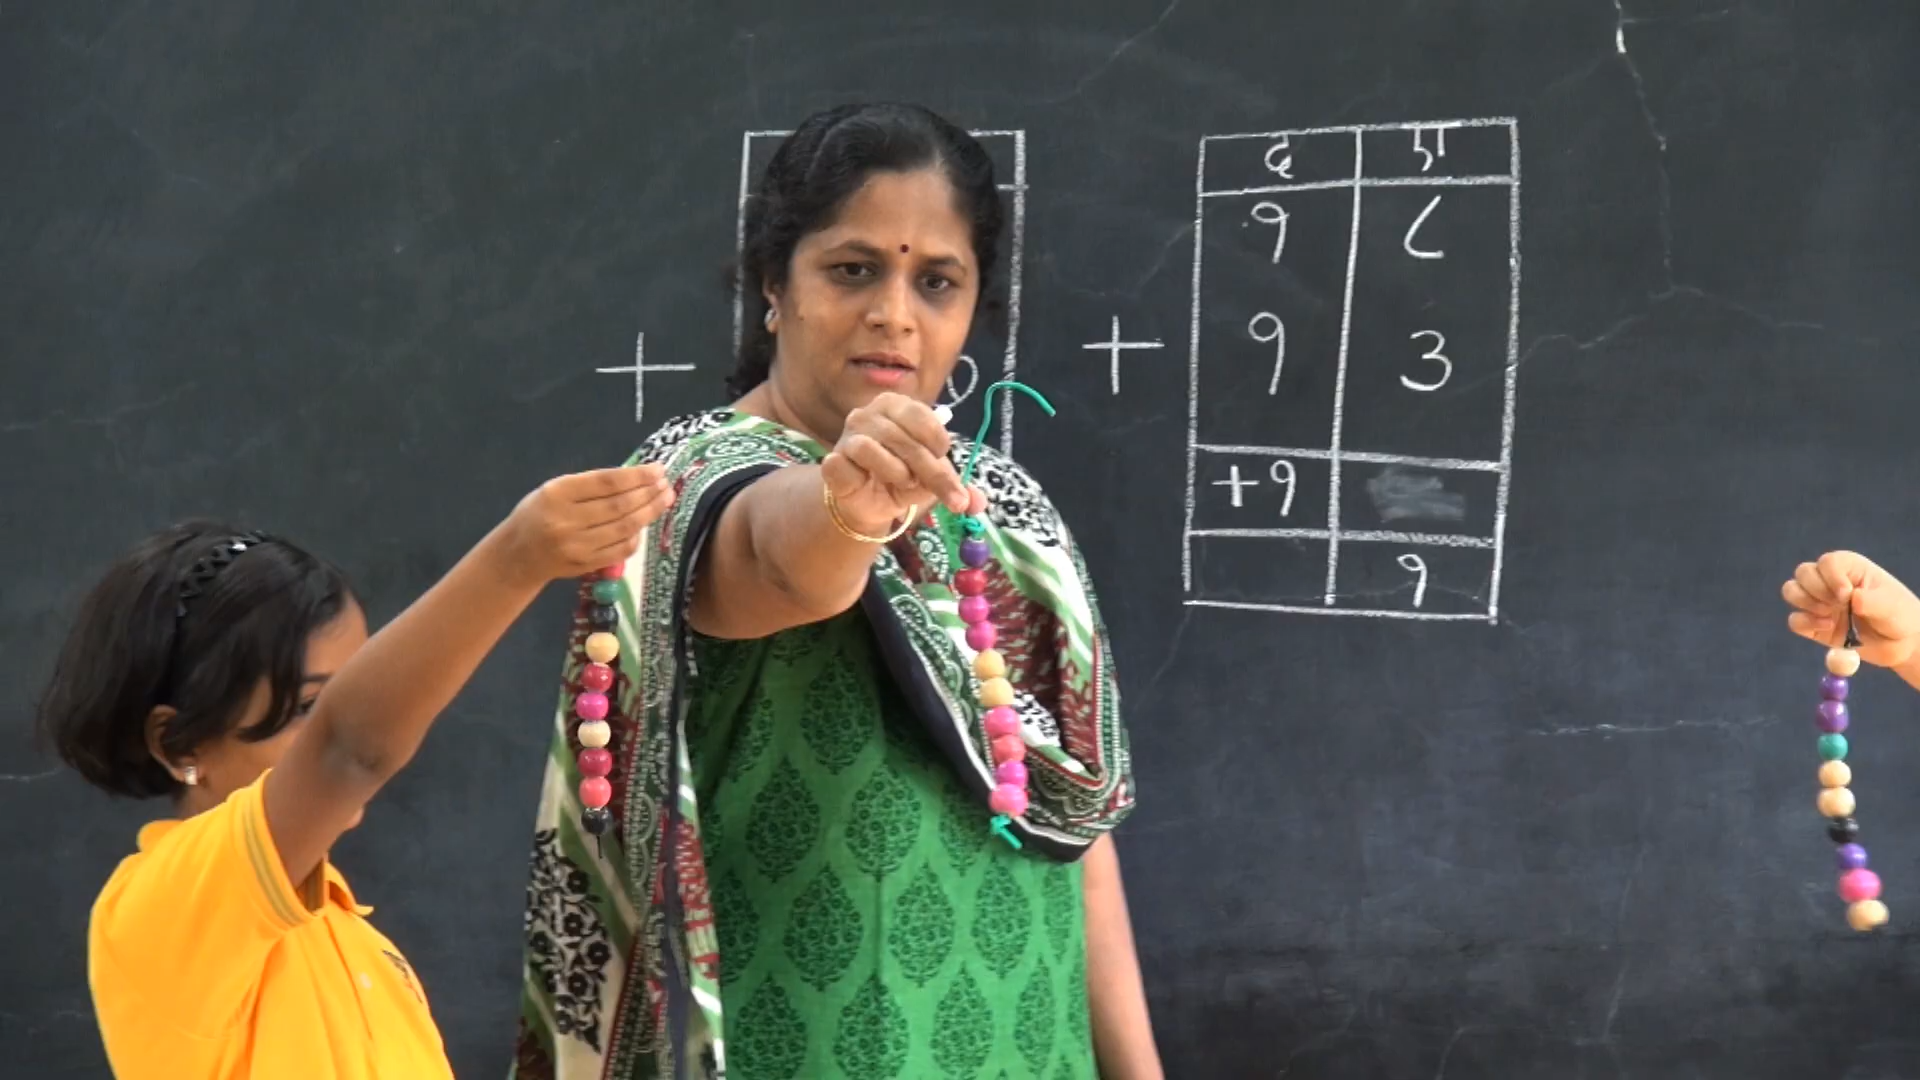 द ए
१ ८
+ + १ ३
+१
१